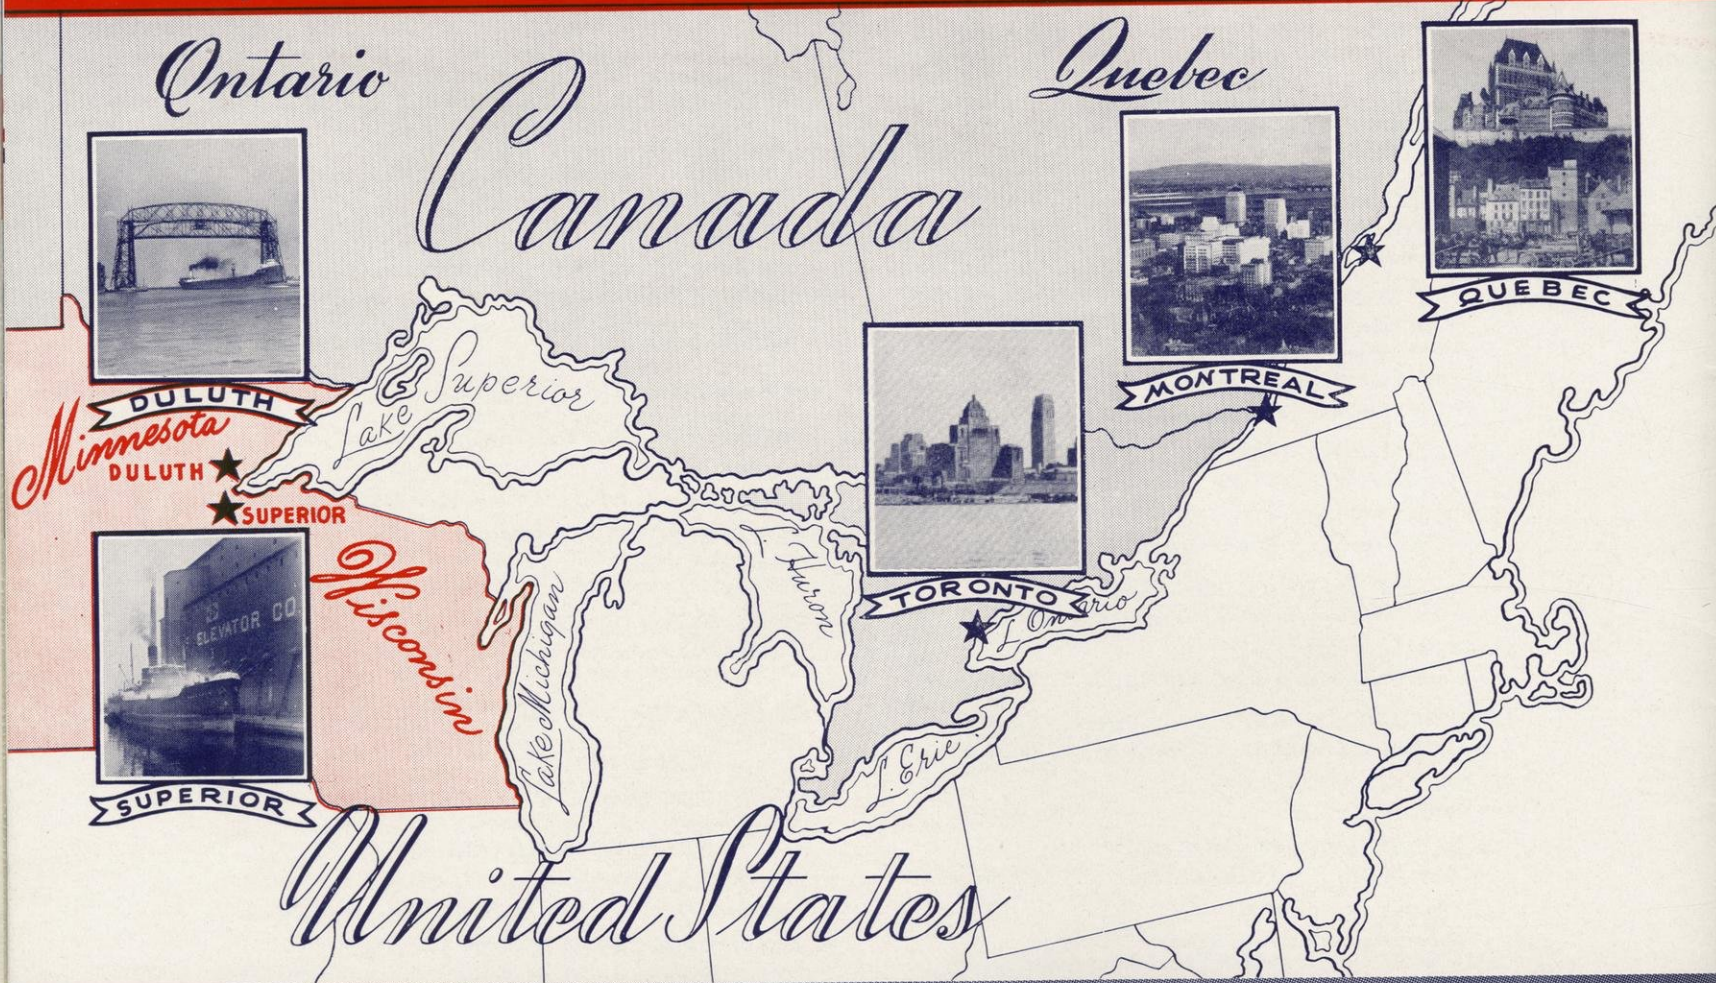 Ontario
Canada
Quebec
QUEBEC
MONTREAL
DULUTH
Minnesota
DULUTH
SUPERIOR
Lake Superior
Wisconsin
ELEVATOR CO.
SUPERIOR
Lake Michigan
L. Huron
TORONTO
L Ontario
L. Erie
United States